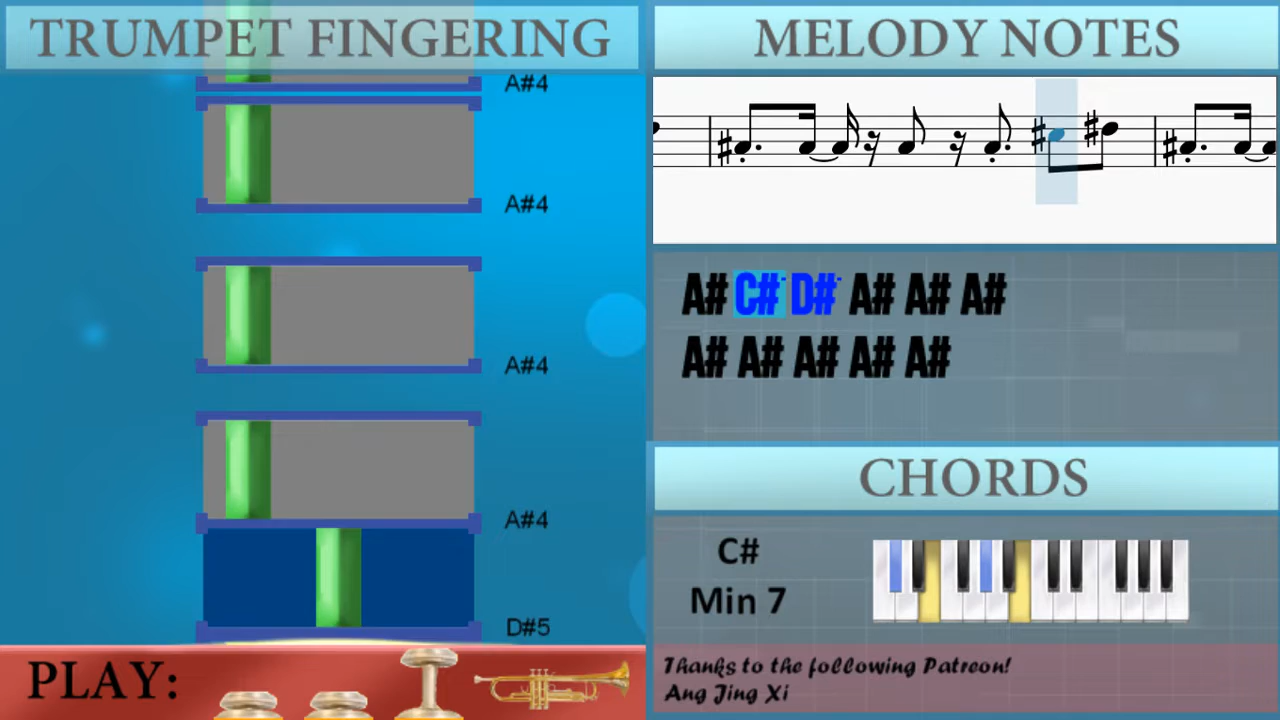 TRUMPET FINGERING
A#4
A#4
A#4
A#4
D#5
PLAY:
MELODY NOTES
A# C#˙ D#˙ A# A# A#
A# A# A# A# A#
CHORDS
C#
Min 7
Thanks to the following Patreon!
Ang Jing Xi